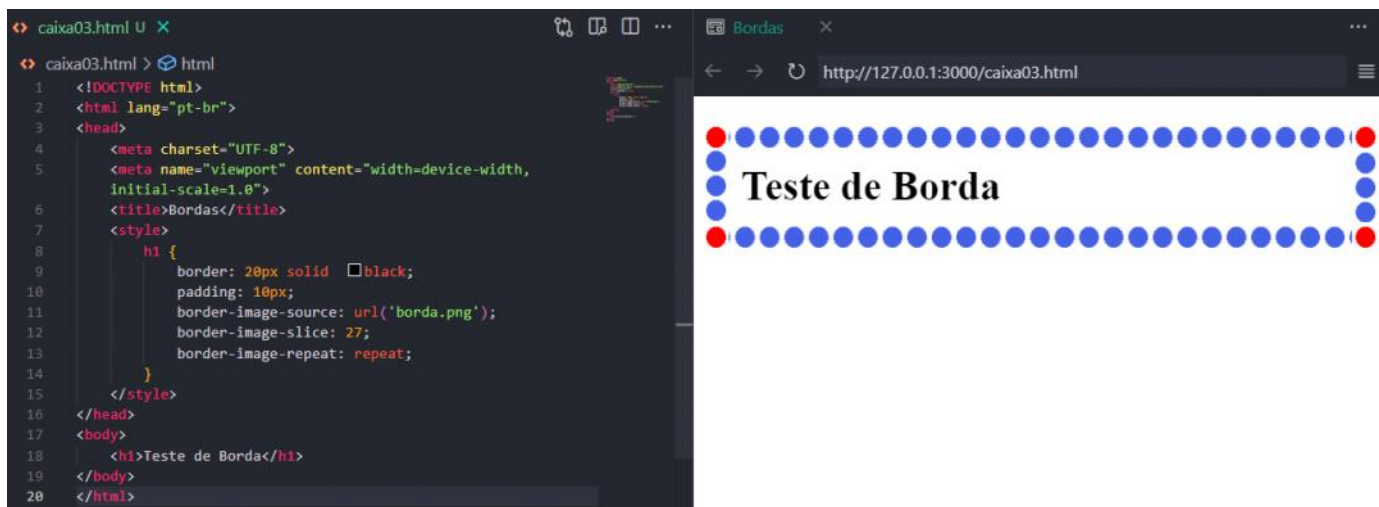 caixa03.html U
caixa03.html > html
1 <!DOCTYPE html>
2 <html lang="pt-br">
3 <head>
4 <meta charset="UTF-8">
5 <meta name="viewport" content="width=device-width,
initial-scale=1.0">
6 <title>Bordas</title>
7 <style>
8 h1 {
9 border: 20px solid black;
10 padding: 10px;
11 border-image-source: url('borda.png');
12 border-image-slice: 27;
13 border-image-repeat: repeat;
14 }
15 </style>
16 </head>
17 <body>
18 <h1>Teste de Borda</h1>
19 </body>
20 </html>
Bordas
http://127.0.0.1:3000/caixa03.html
Teste de Borda